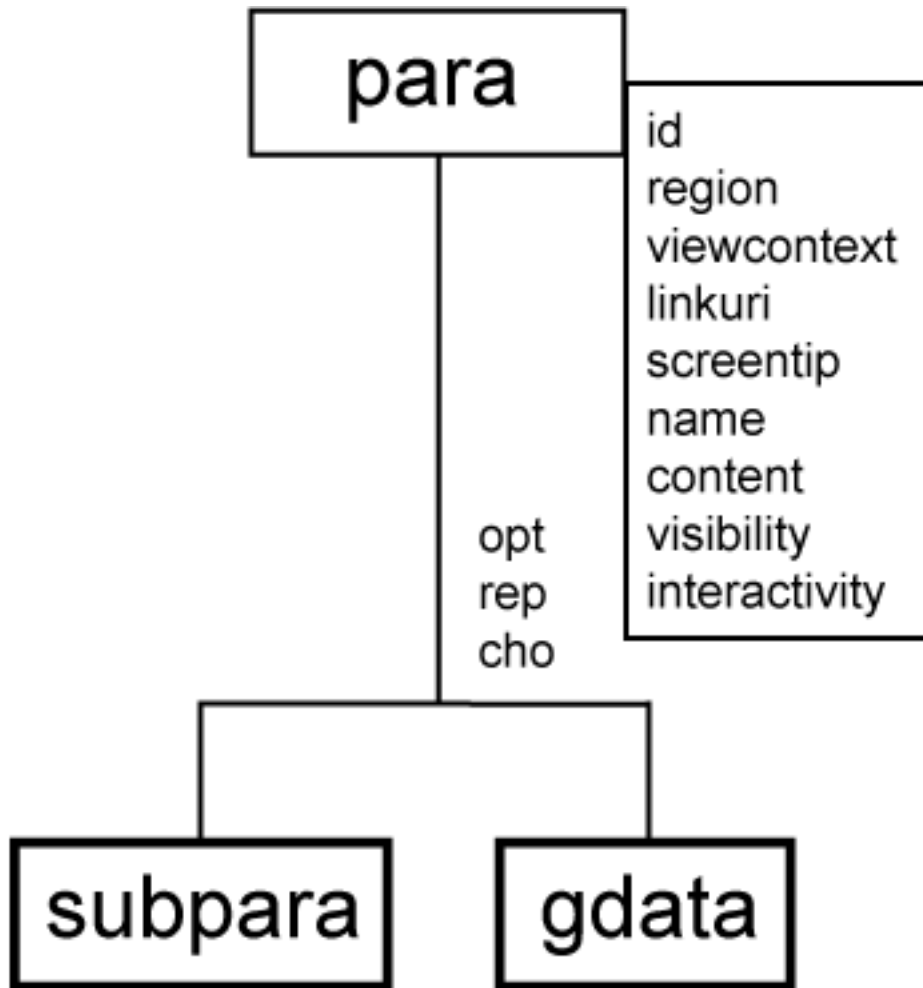 para
id
region
viewcontext
linkuri
screentip
name
content
visibility
interactivity
opt
rep
cho
subpara
gdata